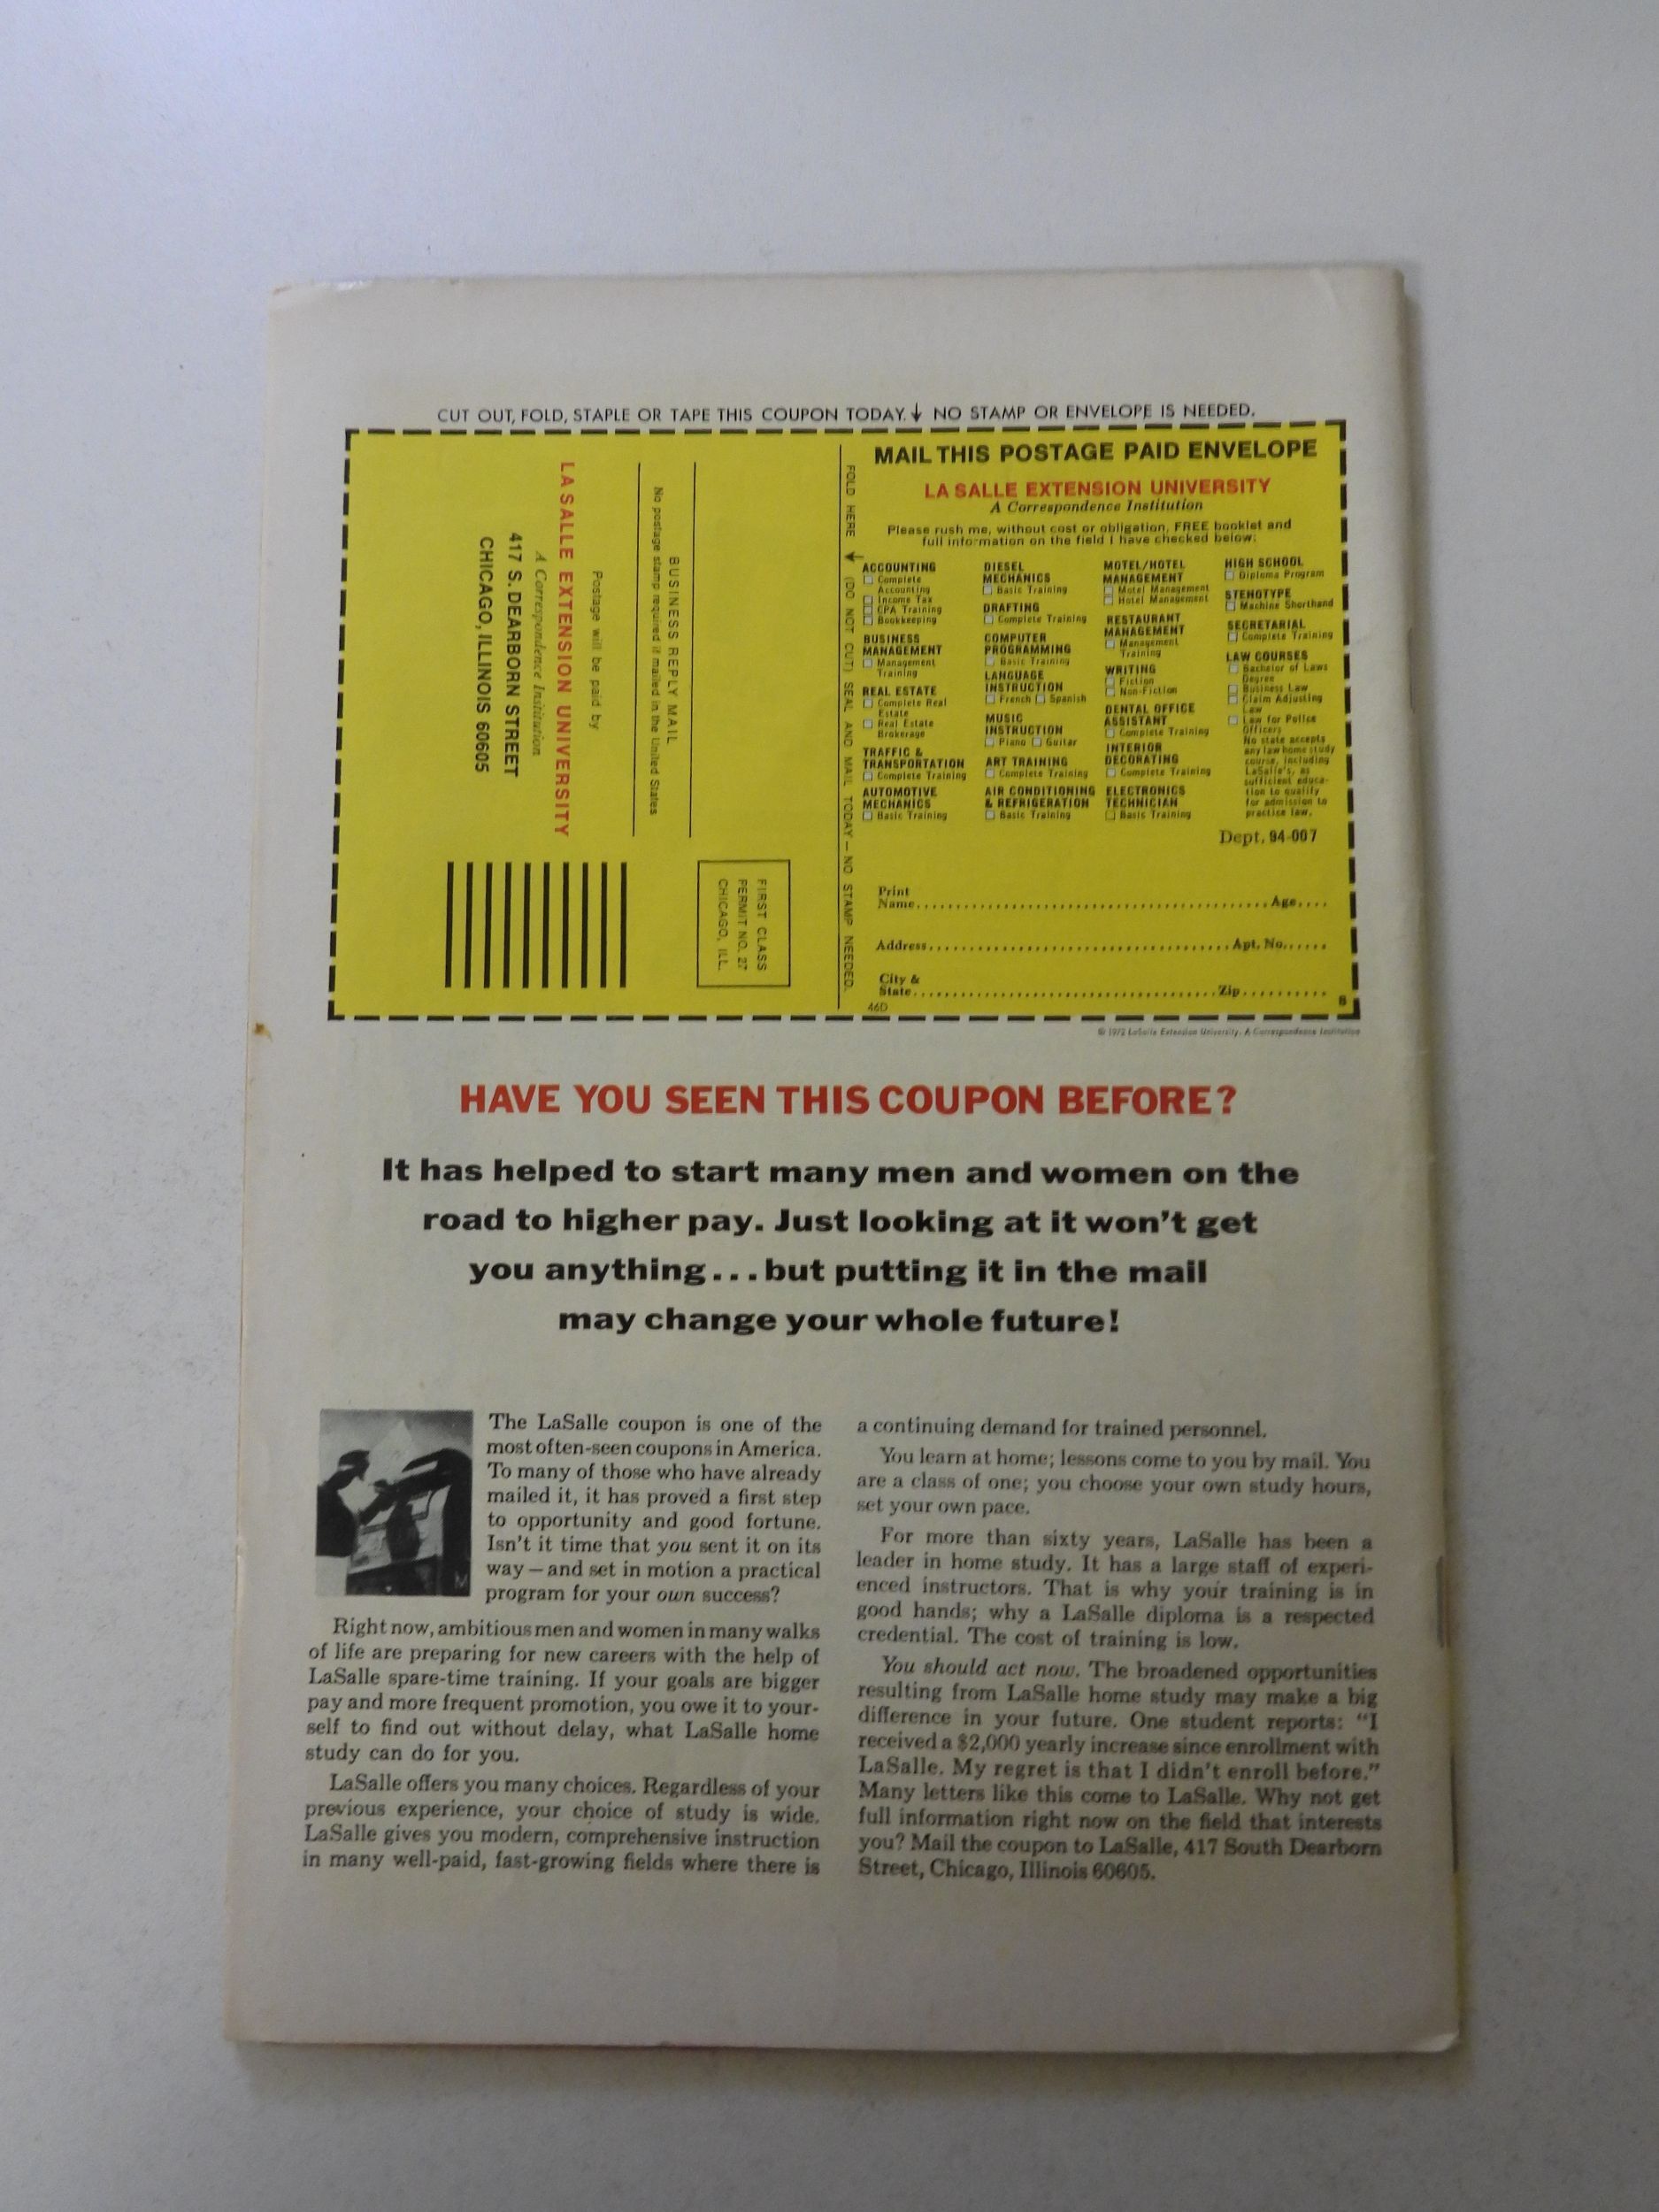 CUT OUT, FOLD, STAPLE OR TAPE THIS COUPON TODAY. ↓ NO STAMP OR ENVELOPE IS NEEDED.
LA SALLE EXTENSION UNIVERSITY
A Correspondence Institution
417 S. DEARBORN STREET
CHICAGO, ILLINOIS 60605
Postage will be paid by
BUSINESS REPLY MAIL
No postage stamp required if mailed in the United States
FIRST CLASS
PERMIT NO. 27
CHICAGO, ILL.
FOLD HERE ↓ (DO NOT CUT) SEAL AND MAIL TODAY — NO STAMP NEEDED.
MAIL THIS POSTAGE PAID ENVELOPE
LA SALLE EXTENSION UNIVERSITY
A Correspondence Institution
Please rush me, without cost or obligation, FREE booklet and
full information on the field I have checked below:
ACCOUNTING
Complete
Accounting
Income Tax
CPA Training
Bookkeeping
BUSINESS
MANAGEMENT
Management
Training
REAL ESTATE
Complete Real
Estate
Real Estate
Brokerage
TRAFFIC &
TRANSPORTATION
Complete Training
AUTOMOTIVE
MECHANICS
Basic Training
DIESEL
MECHANICS
Basic Training
DRAFTING
Complete Training
COMPUTER
PROGRAMMING
Basic Training
LANGUAGE
INSTRUCTION
French Spanish
MUSIC
INSTRUCTION
Piano Guitar
ART TRAINING
Complete Training
AIR CONDITIONING
& REFRIGERATION
Basic Training
MOTEL/HOTEL
MANAGEMENT
Motel Management
Hotel Management
RESTAURANT
MANAGEMENT
Management
Training
WRITING
Fiction
Non-Fiction
DENTAL OFFICE
ASSISTANT
Complete Training
INTERIOR
DECORATING
Complete Training
ELECTRONICS
TECHNICIAN
Basic Training
HIGH SCHOOL
Diploma Program
STENOTYPE
Machine Shorthand
SECRETARIAL
Complete Training
LAW COURSES
Bachelor of Laws
Degree
Business Law
Claim Adjusting
Law
Law for Police
Officers
No state accepts
any law home study
course, including
LaSalle's, as
sufficient educa-
tion to qualify
for admission to
practice law.
Dept. 94-007
Print
Name Age
Address Apt. No.
City &
State Zip
46D
© 1972 LaSalle Extension University. A Correspondence Institution
HAVE YOU SEEN THIS COUPON BEFORE?
It has helped to start many men and women on the
road to higher pay. Just looking at it won't get
you anything...but putting it in the mail
may change your whole future!
The LaSalle coupon is one of the
most often-seen coupons in America.
To many of those who have already
mailed it, it has proved a first step
to opportunity and good fortune.
Isn't it time that you sent it on its
way—and set in motion a practical
program for your own success?
Right now, ambitious men and women in many walks
of life are preparing for new careers with the help of
LaSalle spare-time training. If your goals are bigger
pay and more frequent promotion, you owe it to your-
self to find out without delay, what LaSalle home
study can do for you.
LaSalle offers you many choices. Regardless of your
previous experience, your choice of study is wide.
LaSalle gives you modern, comprehensive instruction
in many well-paid, fast-growing fields where there is
a continuing demand for trained personnel.
You learn at home; lessons come to you by mail. You
are a class of one; you choose your own study hours,
set your own pace.
For more than sixty years, LaSalle has been a
leader in home study. It has a large staff of experi-
enced instructors. That is why your training is in
good hands; why a LaSalle diploma is a respected
credential. The cost of training is low.
You should act now. The broadened opportunities
resulting from LaSalle home study may make a big
difference in your future. One student reports: "I
received a $2,000 yearly increase since enrollment with
LaSalle. My regret is that I didn't enroll before."
Many letters like this come to LaSalle. Why not get
full information right now on the field that interests
you? Mail the coupon to LaSalle, 417 South Dearborn
Street, Chicago, Illinois 60605.